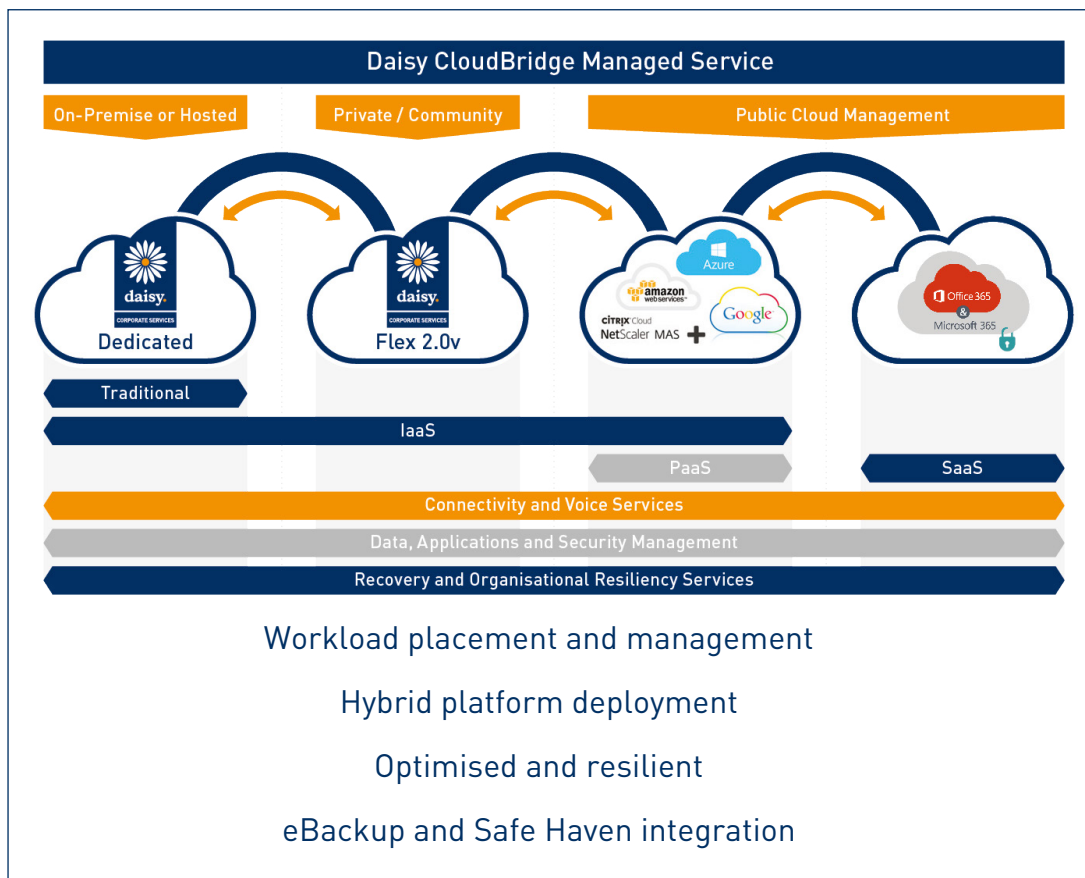 Daisy CloudBridge Managed Service
On-Premise or Hosted
Private / Community
Public Cloud Management
daisy.
CORPORATE SERVICES
Dedicated
daisy.
CORPORATE SERVICES
Flex 2.0v
Azure
amazon
webservices™
Google™
CITRIX Cloud
NetScaler MAS +
Office 365
&
Microsoft 365
Traditional
IaaS
PaaS
SaaS
Connectivity and Voice Services
Data, Applications and Security Management
Recovery and Organisational Resiliency Services
Workload placement and management
Hybrid platform deployment
Optimised and resilient
eBackup and Safe Haven integration